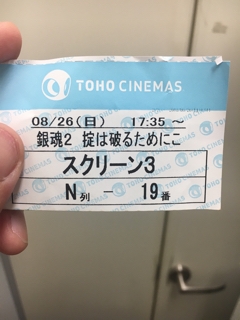 TOHO CINEMAS
08/26(日) 17:35 ~
銀魂2 掟は破るためにこ
スクリーン3
N列 ― 19番